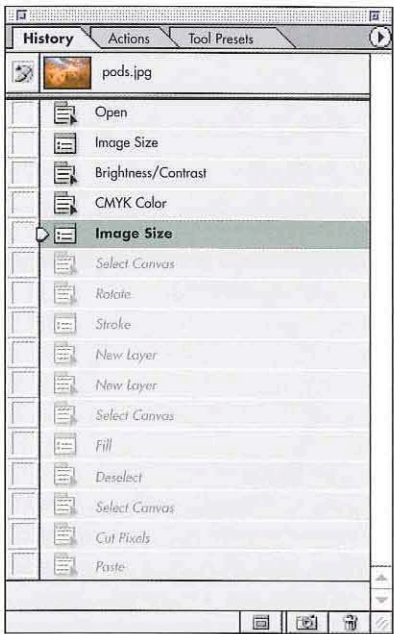 History Actions Tool Presets
pods.jpg
Open
Image Size
Brightness/Contrast
CMYK Color
Image Size
Select Canvas
Rotate
Stroke
New Layer
New Layer
Select Canvas
Fill
Deselect
Select Canvas
Cut Pixels
Paste